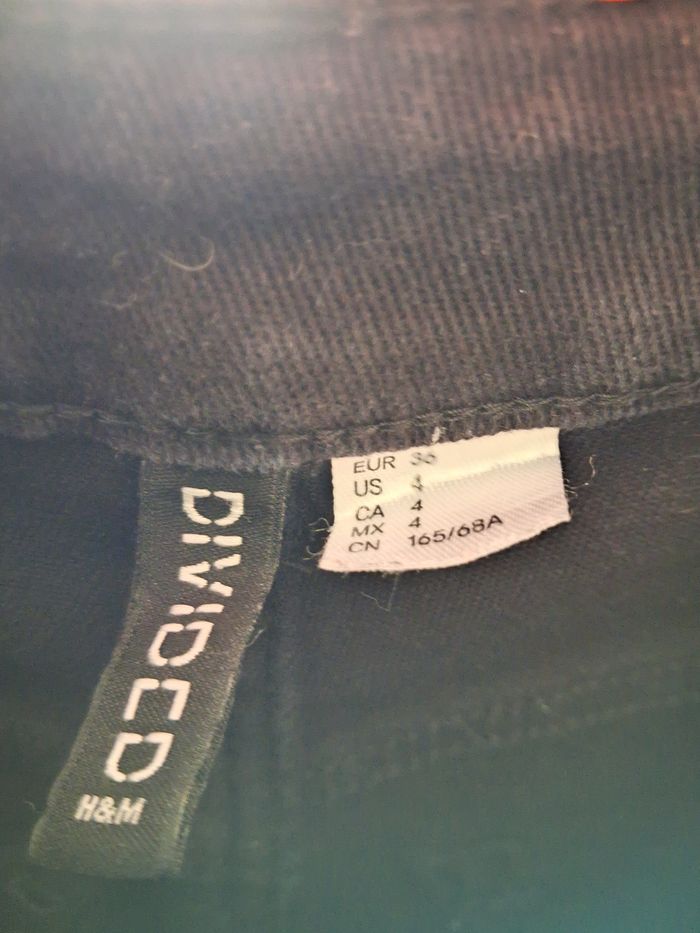 DIVIDED
H&M
EUR 36
US 4
CA 4
MX 4
CN 165/68A